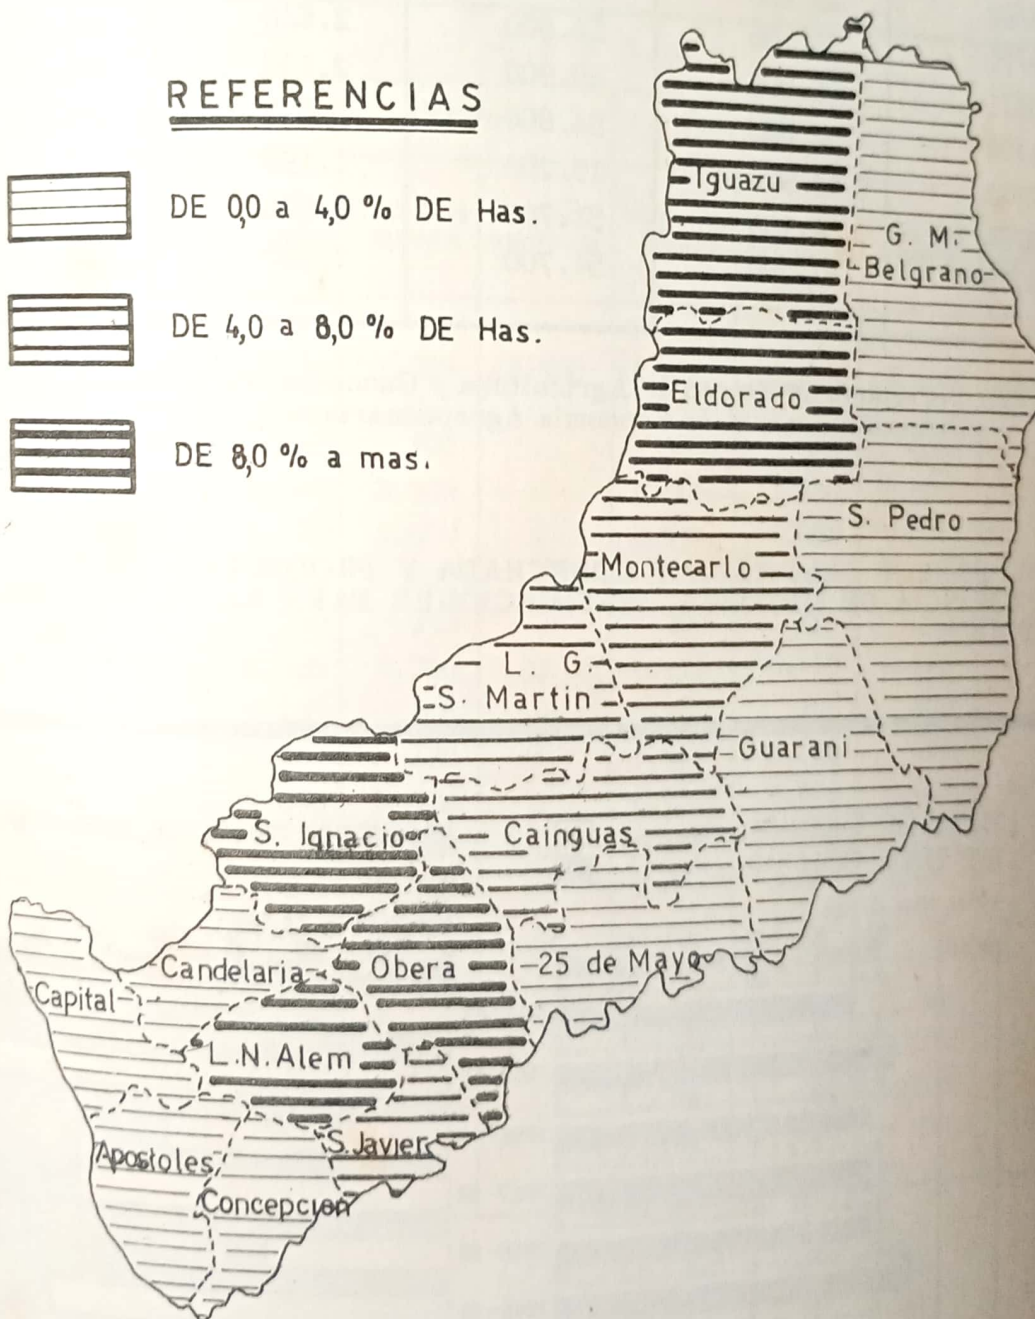 REFERENCIAS
DE 0,0 a 4,0 % DE Has.
DE 4,0 a 8,0 % DE Has.
DE 8,0 % a mas.
Iguazu
G. M.
Belgrano
Eldorado
S. Pedro
Montecarlo
L. G.
S. Martin
Guarani
S. Ignacio
Cainguas
Candelaria
Obera
25 de Mayo
Capital
L.N.Alem
S.Javier
Apostoles
Concepcion